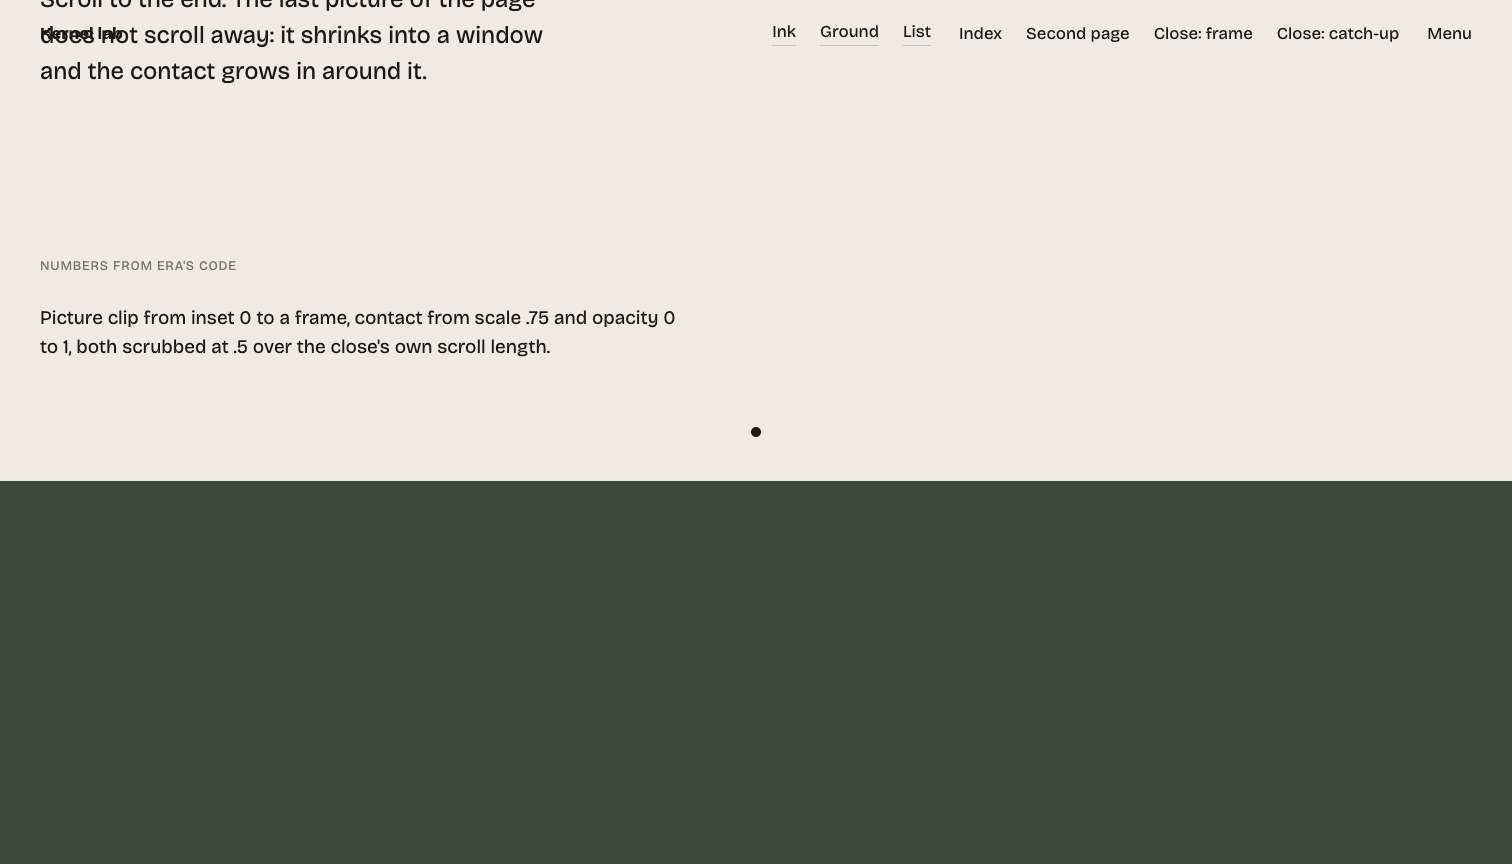 Scroll to the end. The last picture of the page
Kernel lab
does not scroll away: it shrinks into a window
and the contact grows in around it.
Ink Ground List Index Second page Close: frame Close: catch-up Menu
NUMBERS FROM ERA'S CODE
Picture clip from inset 0 to a frame, contact from scale .75 and opacity 0
to 1, both scrubbed at .5 over the close's own scroll length.